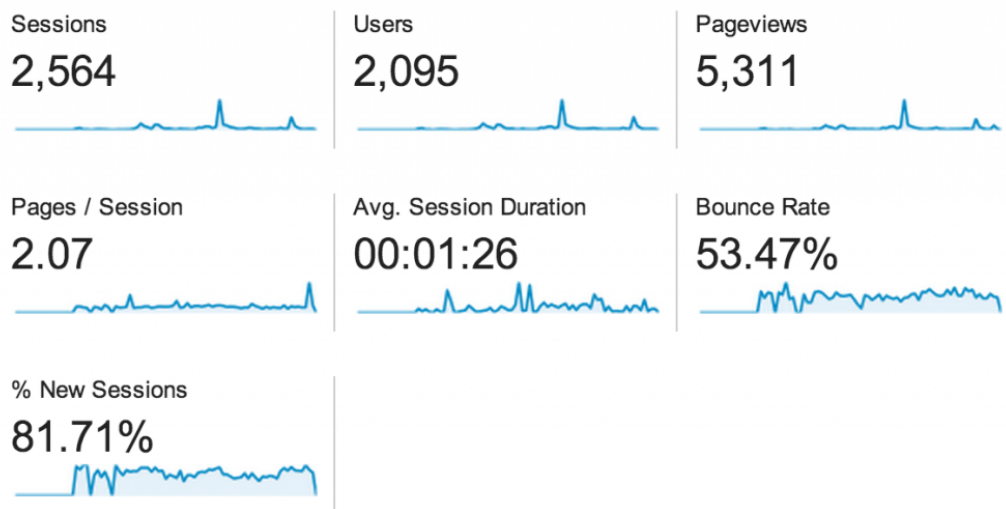 Sessions
2,564
Users
2,095
Pageviews
5,311
Pages / Session
2.07
Avg. Session Duration
00:01:26
Bounce Rate
53.47%
% New Sessions
81.71%